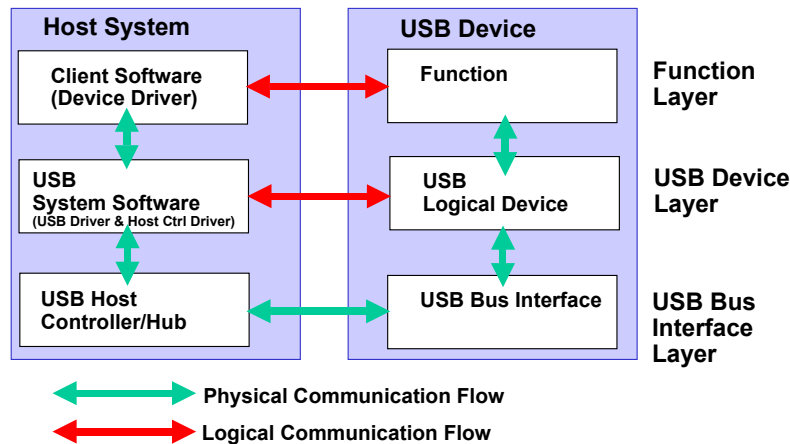 Host System
USB Device
Client Software
(Device Driver)
Function
Function
Layer
USB
System Software
(USB Driver & Host Ctrl Driver)
USB
Logical Device
USB Device
Layer
USB Host
Controller/Hub
USB Bus Interface
USB Bus
Interface
Layer
Physical Communication Flow
Logical Communication Flow